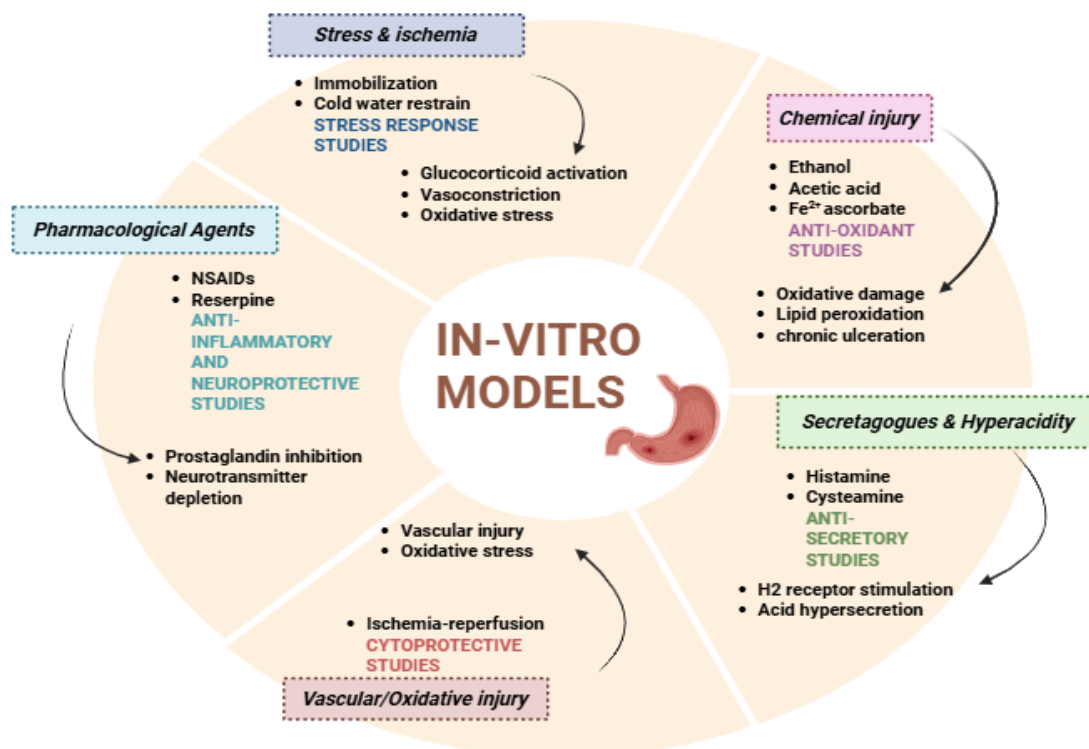 Stress & ischemia
• Immobilization
• Cold water restrain
STRESS RESPONSE
STUDIES
• Glucocorticoid activation
• Vasoconstriction
• Oxidative stress
Chemical injury
• Ethanol
• Acetic acid
• Fe²⁺ ascorbate
ANTI-OXIDANT
STUDIES
• Oxidative damage
• Lipid peroxidation
• chronic ulceration
Pharmacological Agents
• NSAIDs
• Reserpine
ANTI-
INFLAMMATORY
AND
NEUROPROTECTIVE
STUDIES
• Prostaglandin inhibition
• Neurotransmitter
depletion
IN-VITRO
MODELS
Secretagogues & Hyperacidity
• Histamine
• Cysteamine
ANTI-
SECRETORY
STUDIES
• H2 receptor stimulation
• Acid hypersecretion
• Vascular injury
• Oxidative stress
• Ischemia-reperfusion
CYTOPROTECTIVE
STUDIES
Vascular/Oxidative injury